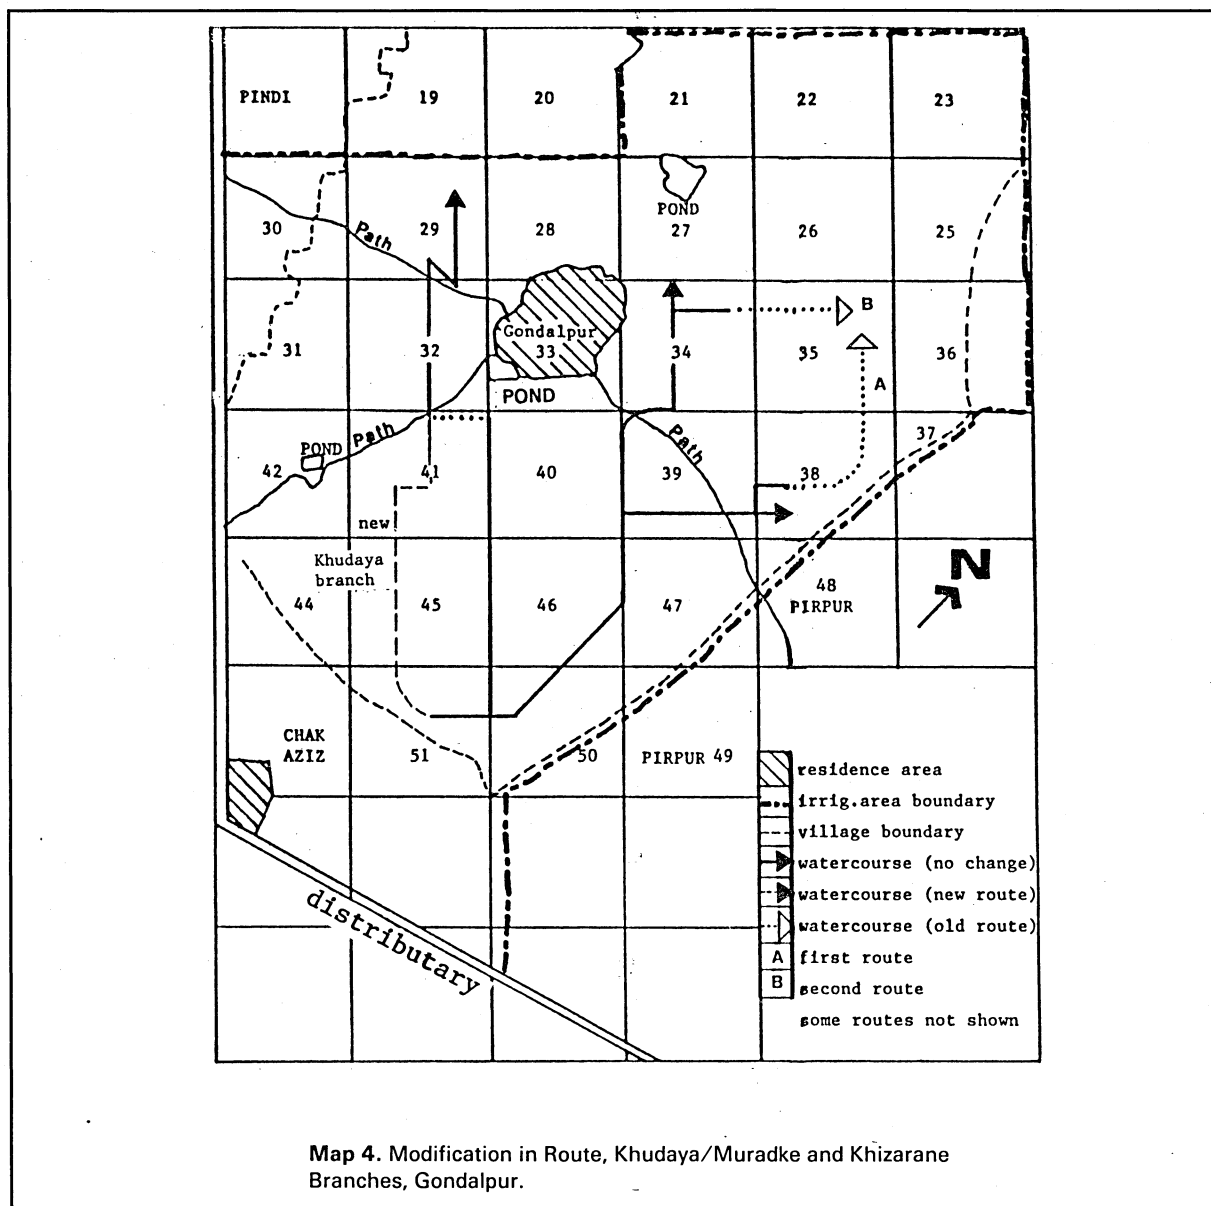 PINDI 19 20 21 22 23
POND
30 Path 29 28 27 26 25
B
Gondalpur
31 32 33 34 35 36
A
POND
37
POND Path Path
42 41 40 39 38
new
N
Khudaya
branch
48
44 45 46 47 PIRPUR
CHAK
AZIZ 51 50 PIRPUR 49
residence area
irrig.area boundary
village boundary
watercourse (no change)
watercourse (new route)
watercourse (old route)
A first route
B second route
some routes not shown
distributary
Map 4. Modification in Route, Khudaya/Muradke and Khizarane
Branches, Gondalpur.